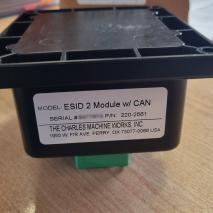 MODEL: ESID 2 Module w/ CAN
SERIAL # P/N: 220-2661
THE CHARLES MACHINE WORKS, INC.
1959 W. FIR AVE. PERRY, OK 73077-0066 USA